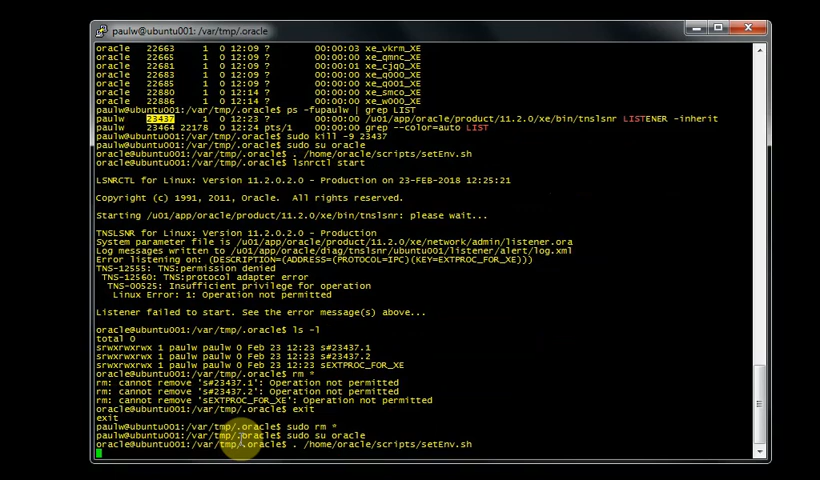 paulw@ubuntu001: /var/tmp/.oracle
oracle 22663 1 0 12:09 ? 00:00:03 xe_vkrm_XE
oracle 22665 1 0 12:09 ? 00:00:00 xe_qmnc_XE
oracle 22681 1 0 12:09 ? 00:00:00 xe_cjq0_XE
oracle 22683 1 0 12:09 ? 00:00:00 xe_q000_XE
oracle 22685 1 0 12:09 ? 00:00:00 xe_q001_XE
oracle 22880 1 0 12:14 ? 00:00:00 xe_smco_XE
oracle 22886 1 0 12:14 ? 00:00:00 xe_w000_XE
paulw@ubuntu001:/var/tmp/.oracle$ ps -fupaulw | grep LIST
paulw 23437 1 0 12:23 ? 00:00:00 /u01/app/oracle/product/11.2.0/xe/bin/tnslsnr LISTENER -inherit
paulw 23464 22178 0 12:24 pts/1 00:00:00 grep --color=auto LIST
paulw@ubuntu001:/var/tmp/.oracle$ sudo kill -9 23437
paulw@ubuntu001:/var/tmp/.oracle$ sudo su oracle
oracle@ubuntu001:/var/tmp/.oracle$ . /home/oracle/scripts/setEnv.sh
oracle@ubuntu001:/var/tmp/.oracle$ lsnrctl start
LSNRCTL for Linux: Version 11.2.0.2.0 - Production on 23-FEB-2018 12:25:21
Copyright (c) 1991, 2011, Oracle. All rights reserved.
Starting /u01/app/oracle/product/11.2.0/xe/bin/tnslsnr: please wait...
TNSLSNR for Linux: Version 11.2.0.2.0 - Production
System parameter file is /u01/app/oracle/product/11.2.0/xe/network/admin/listener.ora
Log messages written to /u01/app/oracle/diag/tnslsnr/ubuntu001/listener/alert/log.xml
Error listening on: (DESCRIPTION=(ADDRESS=(PROTOCOL=IPC)(KEY=EXTPROC_FOR_XE)))
TNS-12555: TNS:permission denied
TNS-12560: TNS:protocol adapter error
TNS-00525: Insufficient privilege for operation
Linux Error: 1: Operation not permitted
Listener failed to start. See the error message(s) above...
oracle@ubuntu001:/var/tmp/.oracle$ ls -l
total 0
srwxrwxrwx 1 paulw paulw 0 Feb 23 12:23 s#23437.1
srwxrwxrwx 1 paulw paulw 0 Feb 23 12:23 s#23437.2
srwxrwxrwx 1 paulw paulw 0 Feb 23 12:23 sEXTPROC_FOR_XE
oracle@ubuntu001:/var/tmp/.oracle$ rm *
rm: cannot remove 's#23437.1': Operation not permitted
rm: cannot remove 's#23437.2': Operation not permitted
rm: cannot remove 'sEXTPROC_FOR_XE': Operation not permitted
oracle@ubuntu001:/var/tmp/.oracle$ exit
exit
paulw@ubuntu001:/var/tmp/.oracle$ sudo rm *
paulw@ubuntu001:/var/tmp/.oracle$ sudo su oracle
oracle@ubuntu001:/var/tmp/.oracle$ . /home/oracle/scripts/setEnv.sh